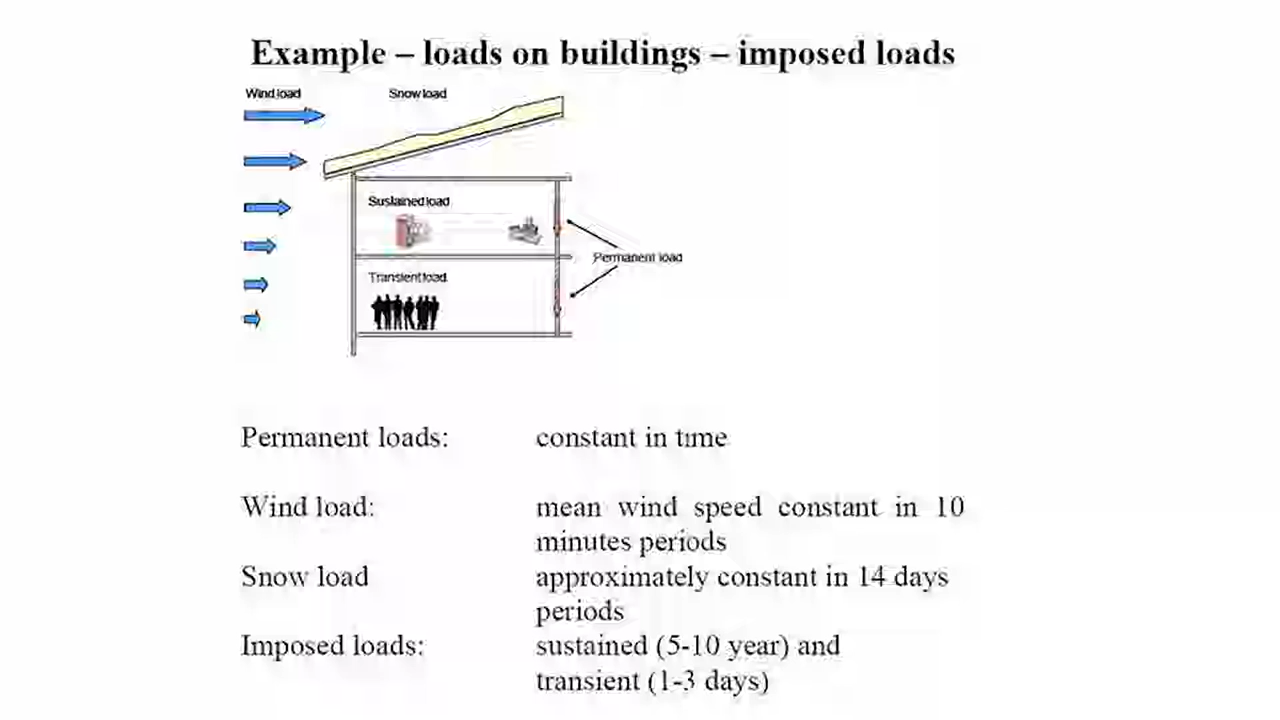 Example – loads on buildings – imposed loads
Wind load
Snow load
Sustained load
Permanent load
Transient load
Permanent loads: constant in time
Wind load: mean wind speed constant in 10
minutes periods
Snow load approximately constant in 14 days
periods
Imposed loads: sustained (5-10 year) and
transient (1-3 days)